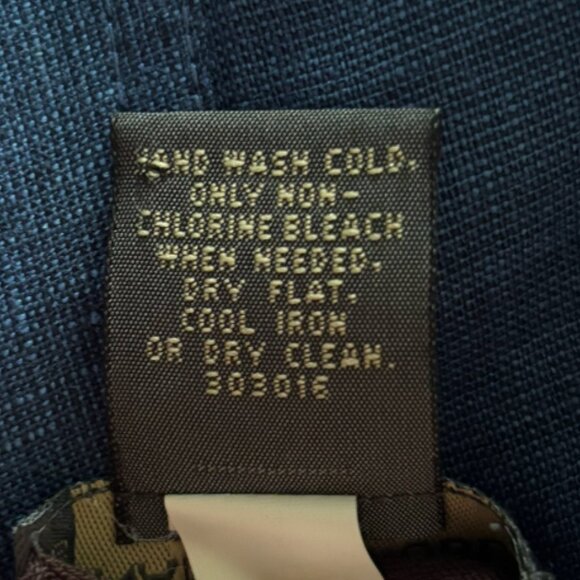 HAND WASH COLD.
ONLY NON-
CHLORINE BLEACH
WHEN NEEDED.
DRY FLAT.
COOL IRON
OR DRY CLEAN.
303016